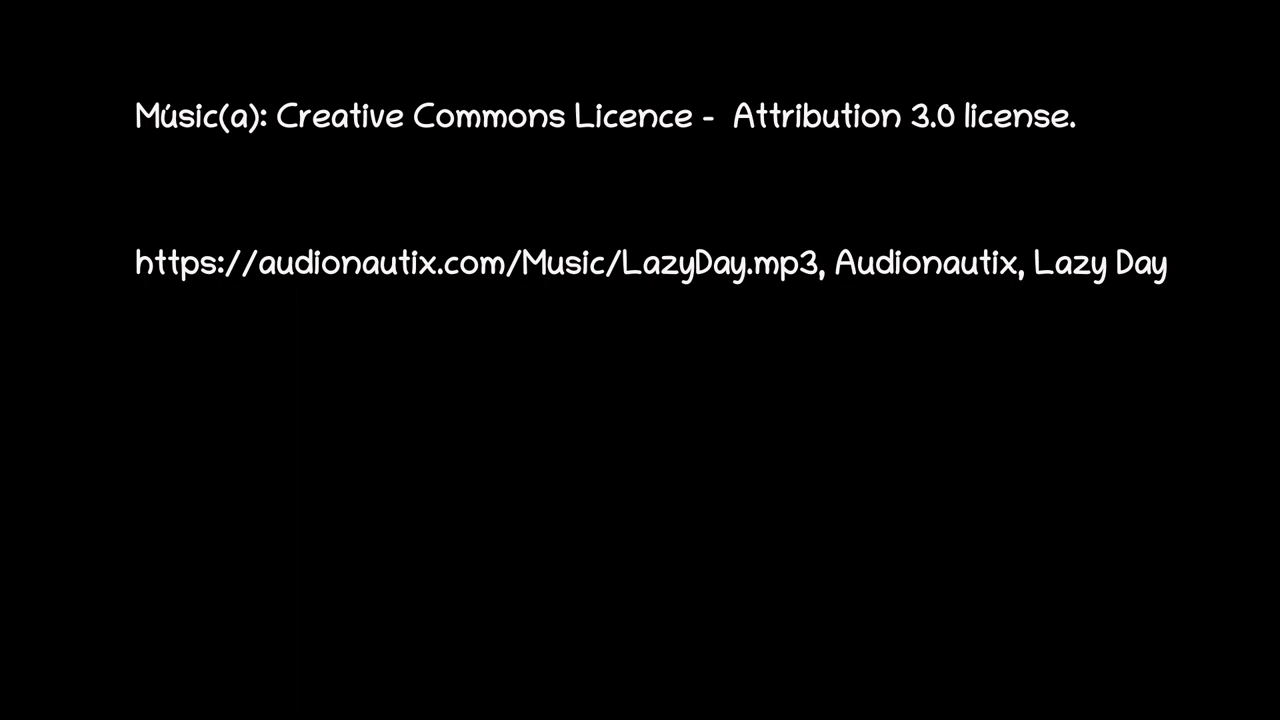 Músic(a): Creative Commons Licence -  Attribution 3.0 license.
https://audionautix.com/Music/LazyDay.mp3, Audionautix, Lazy Day